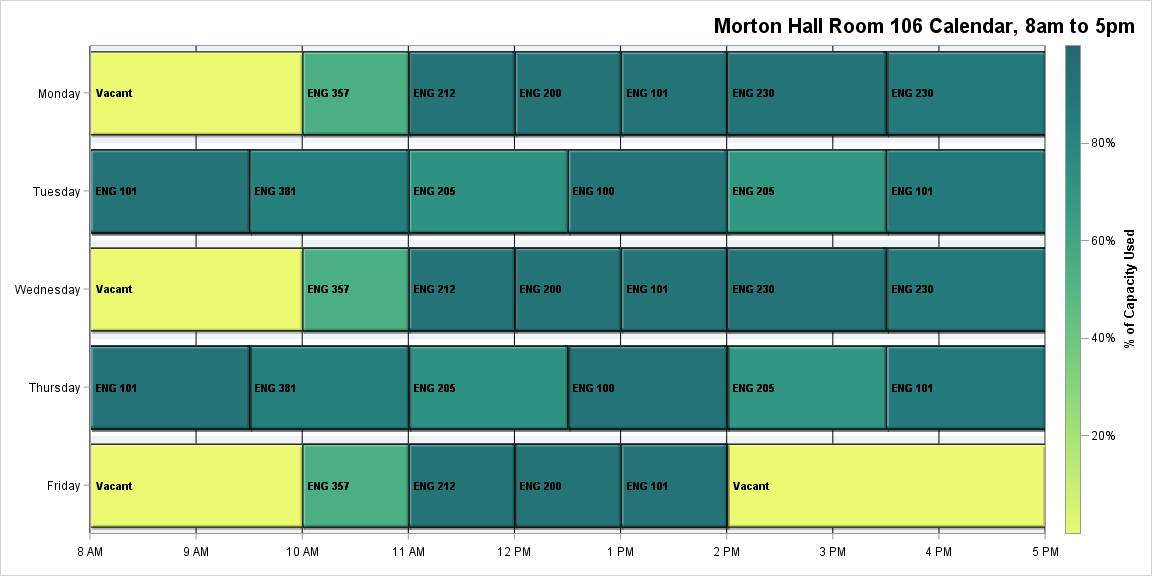 Morton Hall Room 106 Calendar, 8am to 5pm
Monday
Vacant
ENG 357
ENG 212
ENG 200
ENG 101
ENG 230
ENG 230
Tuesday
ENG 101
ENG 381
ENG 205
ENG 100
ENG 205
ENG 101
Wednesday
Vacant
ENG 357
ENG 212
ENG 200
ENG 101
ENG 230
ENG 230
Thursday
ENG 101
ENG 381
ENG 205
ENG 100
ENG 205
ENG 101
Friday
Vacant
ENG 357
ENG 212
ENG 200
ENG 101
Vacant
8 AM
9 AM
10 AM
11 AM
12 PM
1 PM
2 PM
3 PM
4 PM
5 PM
80%
60%
40%
20%
% of Capacity Used